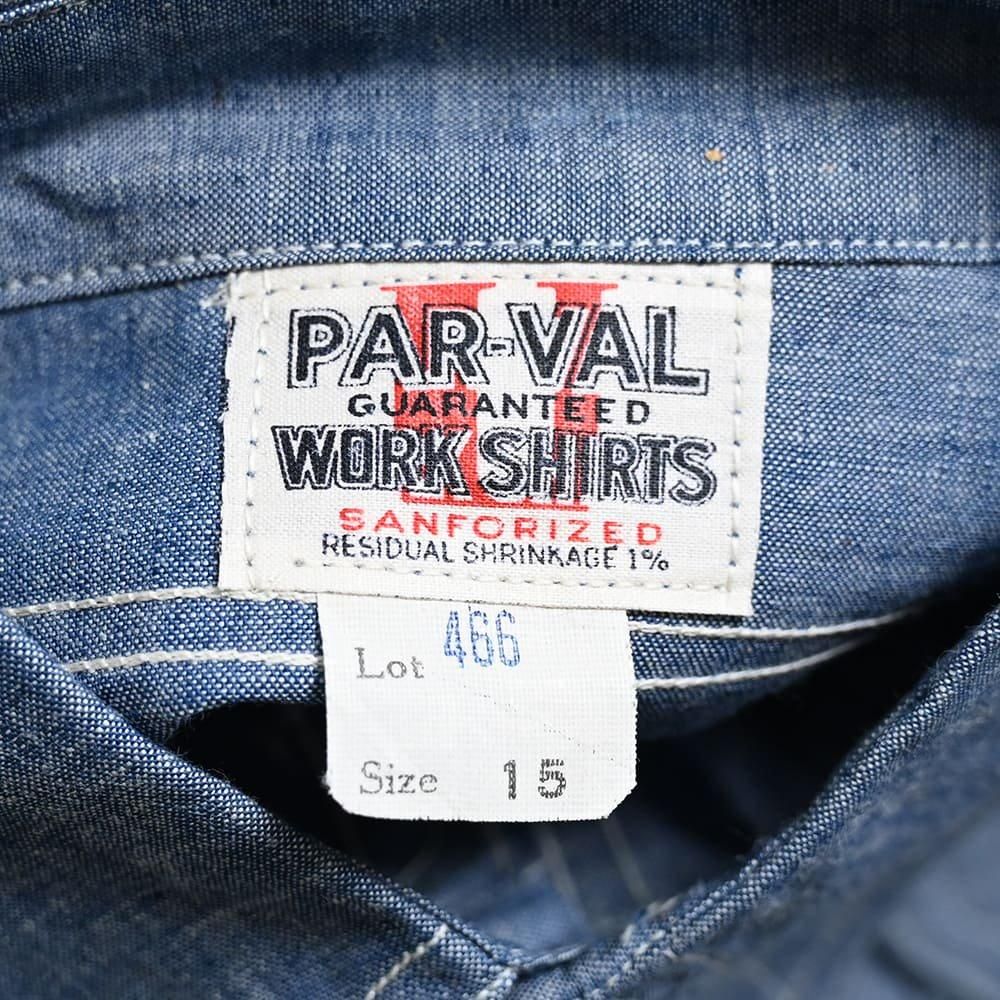 PAR-VAL
GUARANTEED
WORK SHIRTS
SANFORIZED
RESIDUAL SHRINKAGE 1%
Lot 466
Size 15